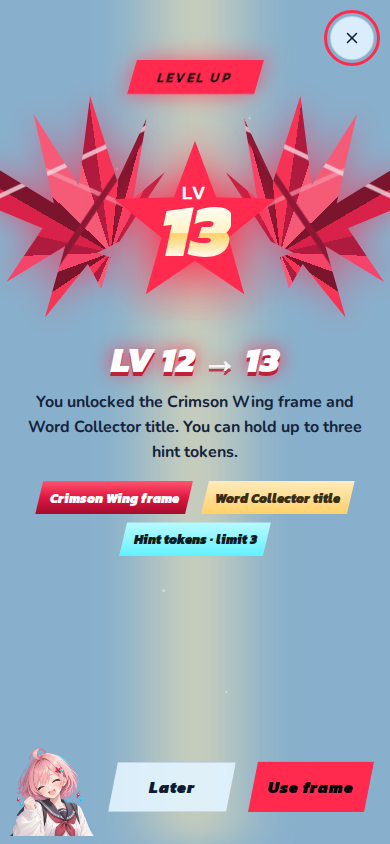 LEVEL UP
LV
13
LV 12 → 13
You unlocked the Crimson Wing frame and
Word Collector title. You can hold up to three
hint tokens.
Crimson Wing frame
Word Collector title
Hint tokens · limit 3
Later
Use frame